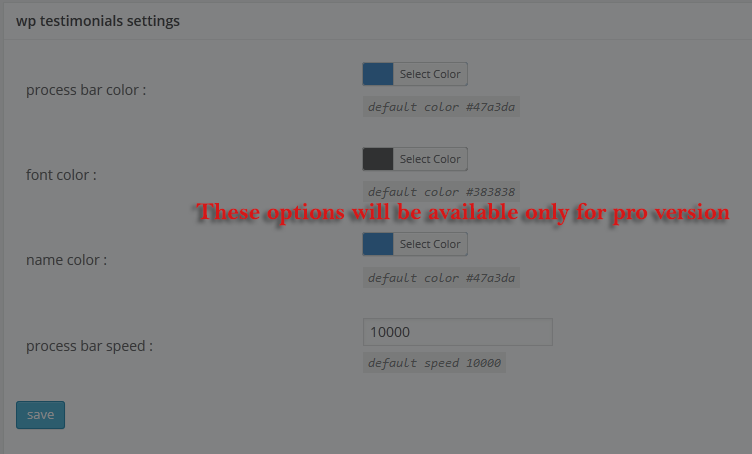 wp testimonials settings
process bar color :
Select Color
default color #47a3da
font color :
Select Color
default color #383838
These options will be available only for pro version
name color :
Select Color
default color #47a3da
process bar speed :
10000
default speed 10000
save